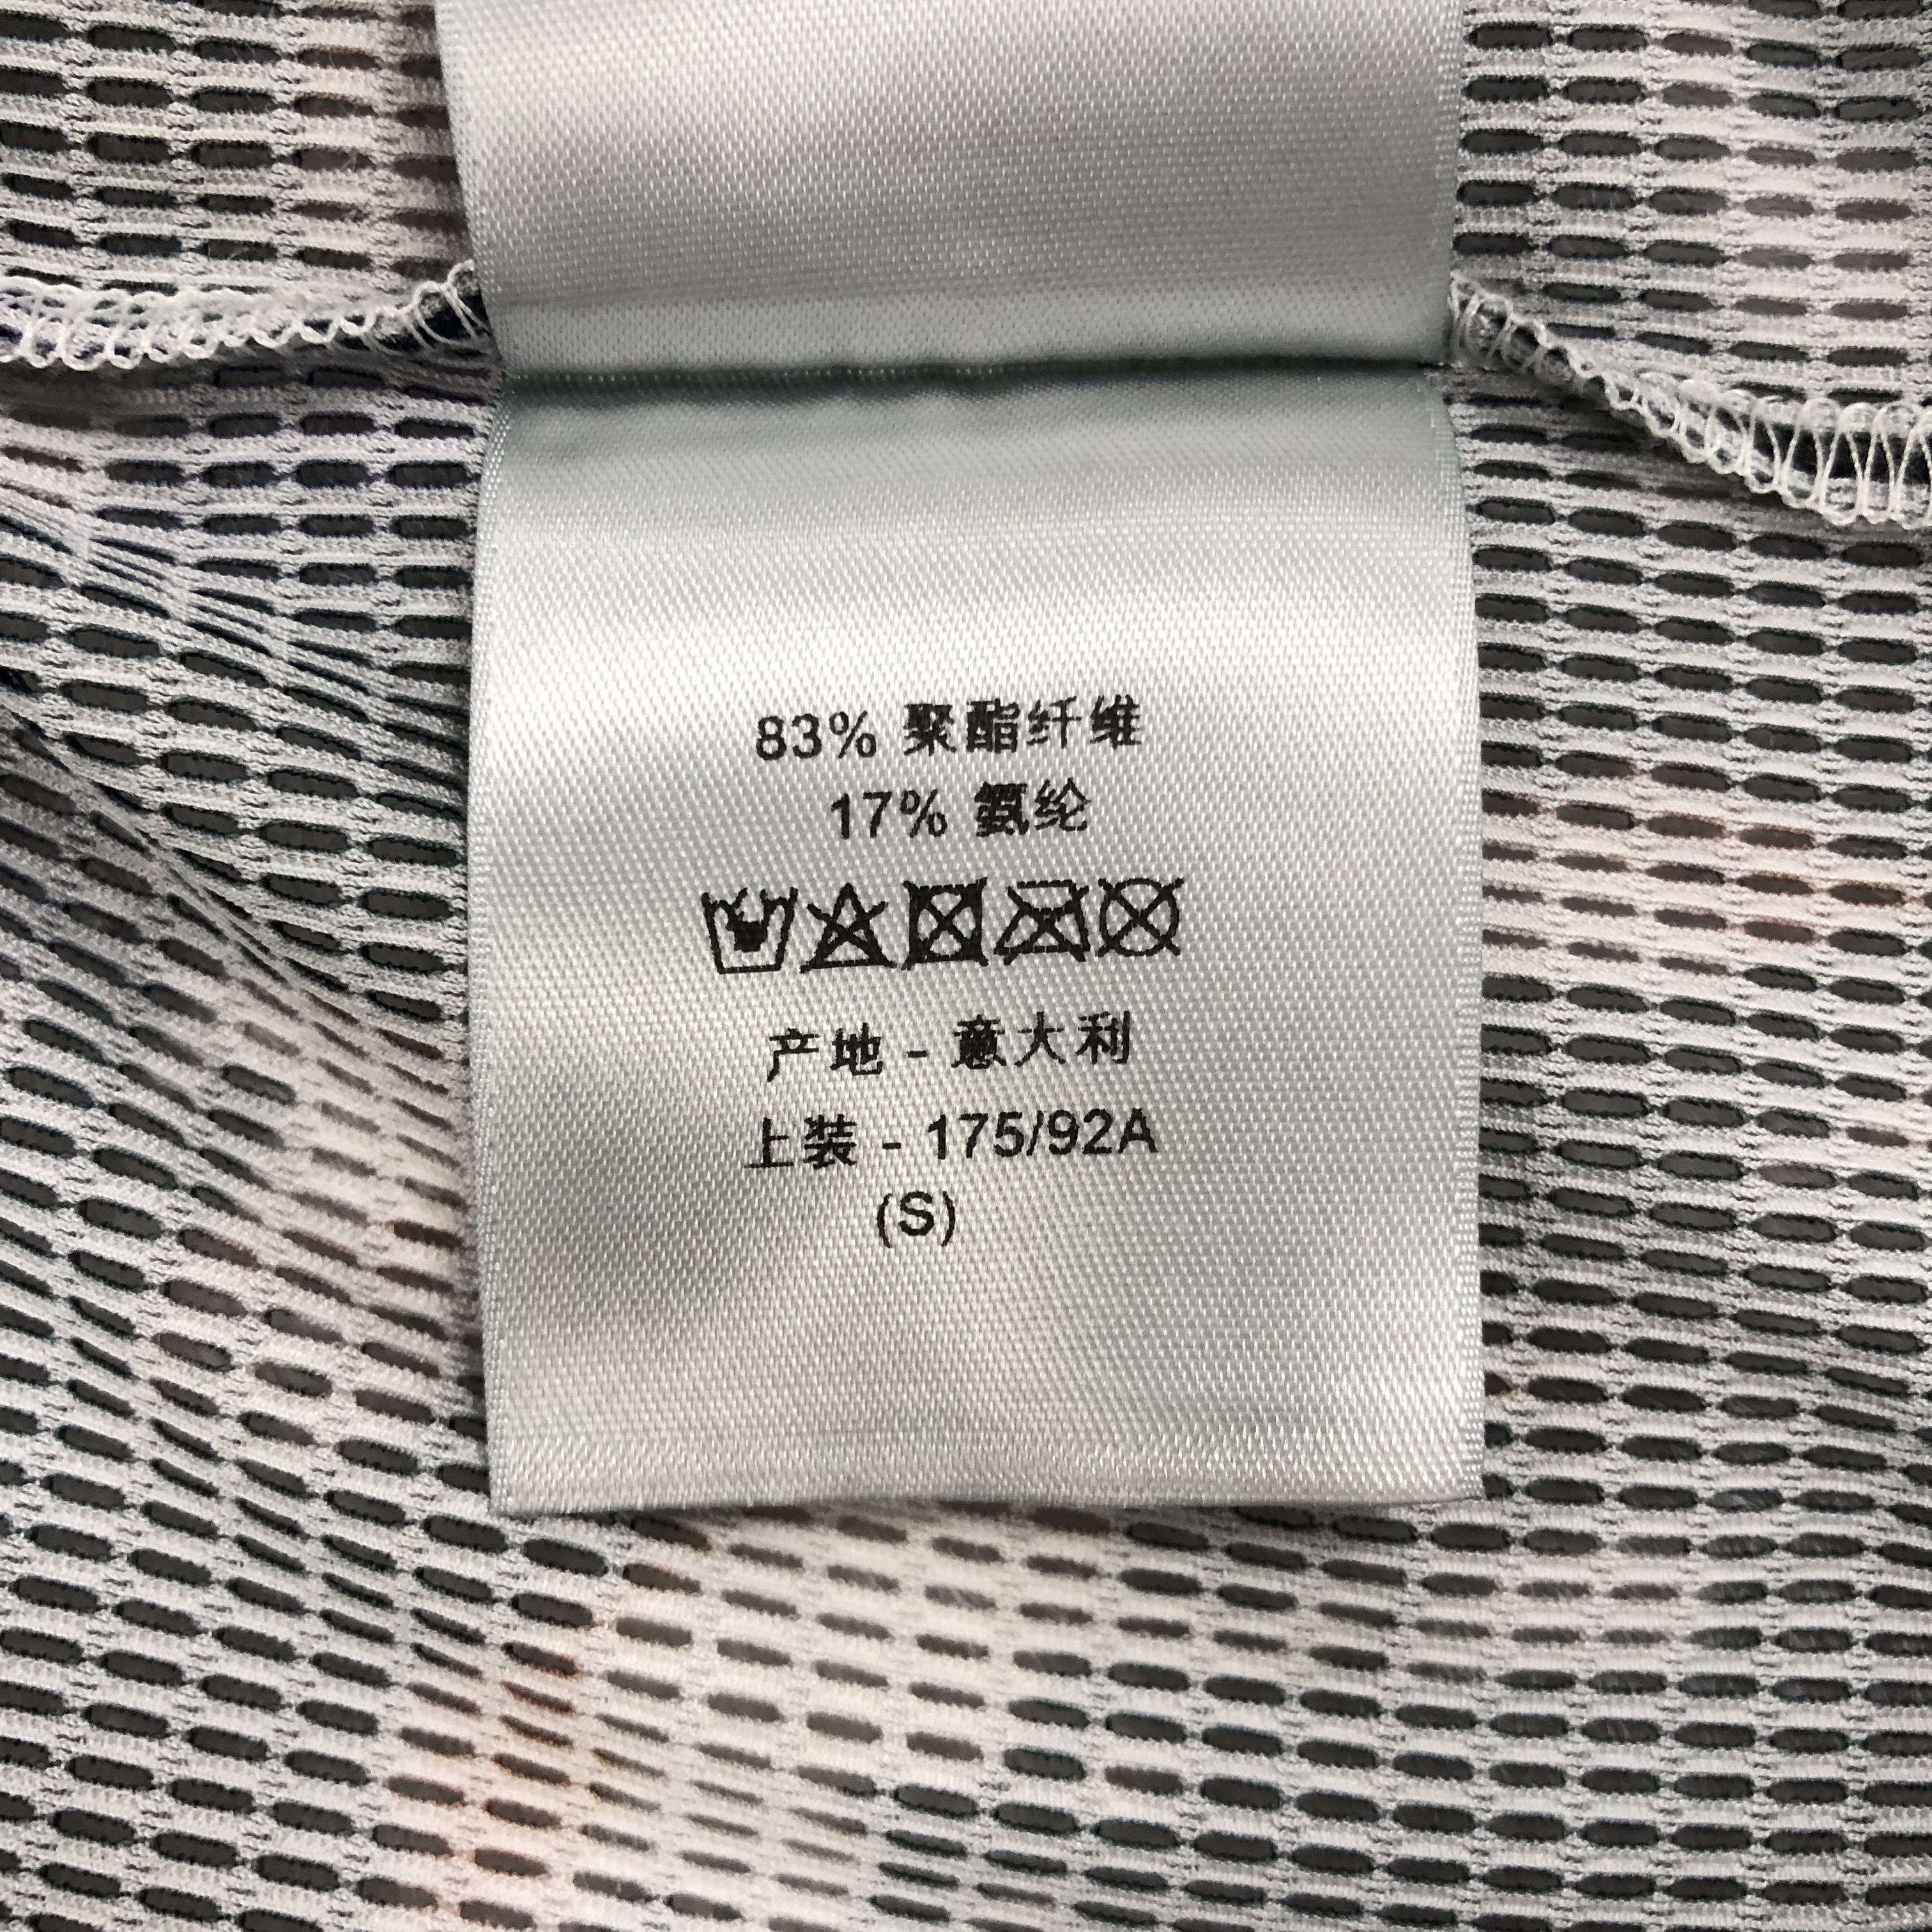 83% 聚酯纤维
17% 氨纶
产地 - 意大利
上装 - 175/92A
(S)